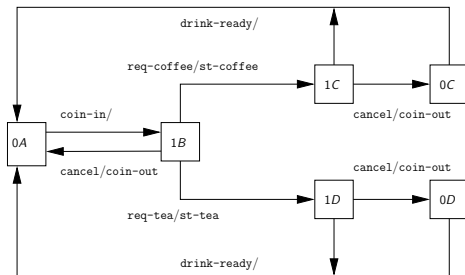 drink-ready/
req-coffee/st-coffee
1C
0C
coin-in/
cancel/coin-out
0A
1B
cancel/coin-out
cancel/coin-out
1D
0D
req-tea/st-tea
drink-ready/